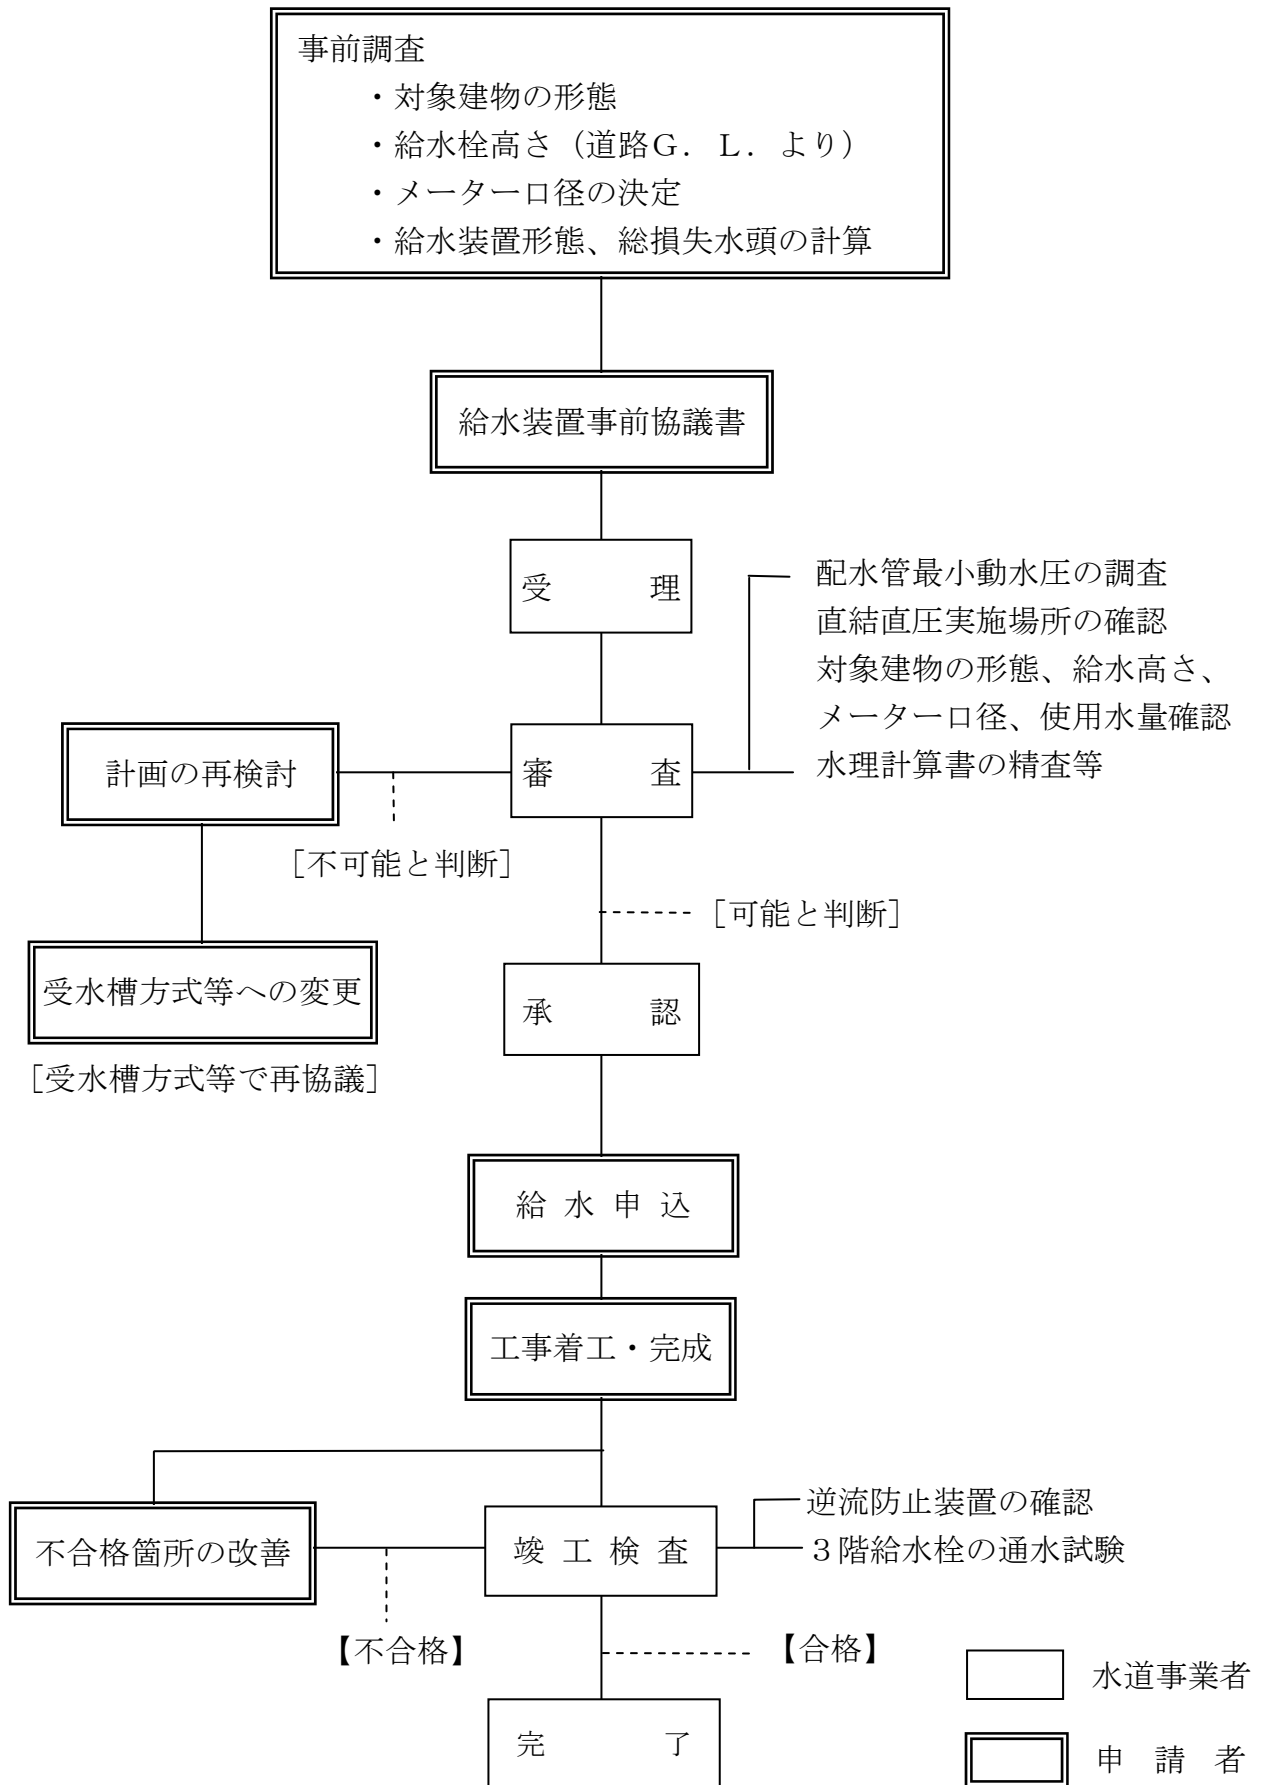 事前調査
・対象建物の形態
・給水栓高さ（道路G．L．より）
・メーター口径の決定
・給水装置形態、総損失水頭の計算
給水装置事前協議書
受　　　理
配水管最小動水圧の調査
直結直圧実施場所の確認
対象建物の形態、給水高さ、
メーター口径、使用水量確認
水理計算書の精査等
計画の再検討
審　　　査
［不可能と判断］
［可能と判断］
受水槽方式等への変更
承　　　認
［受水槽方式等で再協議］
給 水 申 込
工事着工・完成
逆流防止装置の確認
３階給水栓の通水試験
不合格箇所の改善
竣 工 検 査
【不合格】
【合格】
水道事業者
完　　　　了
申　請　者